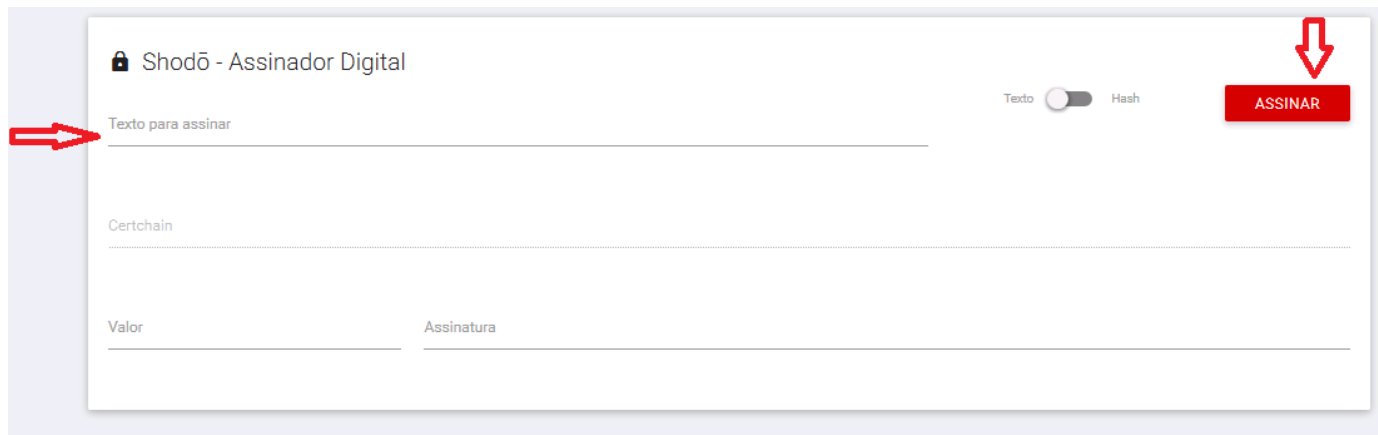 Shodō - Assinador Digital
Texto Hash
ASSINAR
Texto para assinar
Certchain
Valor
Assinatura